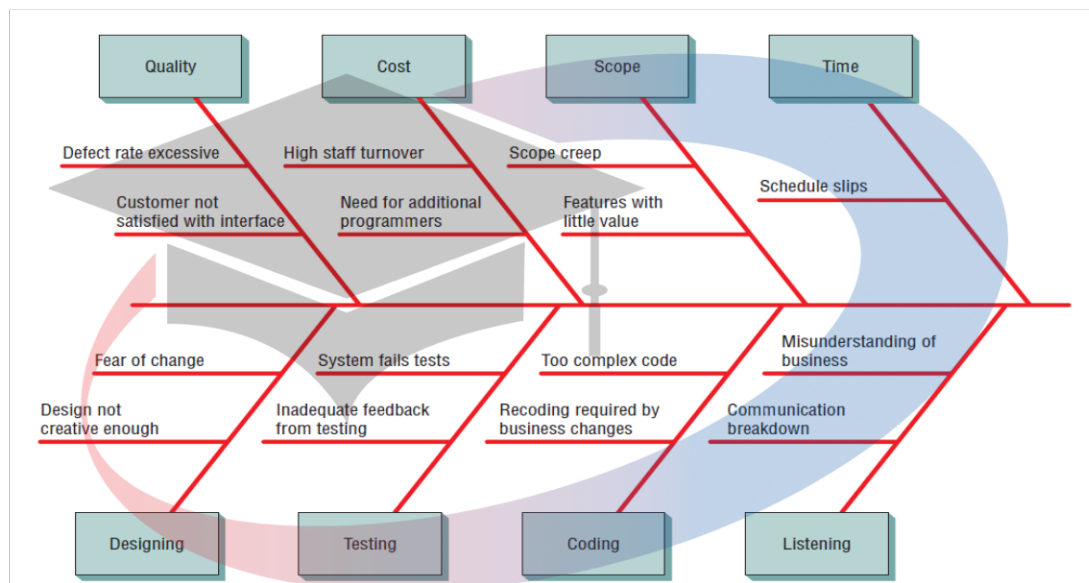 Quality
Cost
Scope
Time
Defect rate excessive
High staff turnover
Scope creep
Schedule slips
Customer not
satisfied with interface
Need for additional
programmers
Features with
little value
Fear of change
System fails tests
Too complex code
Misunderstanding of
business
Design not
creative enough
Inadequate feedback
from testing
Recoding required by
business changes
Communication
breakdown
Designing
Testing
Coding
Listening